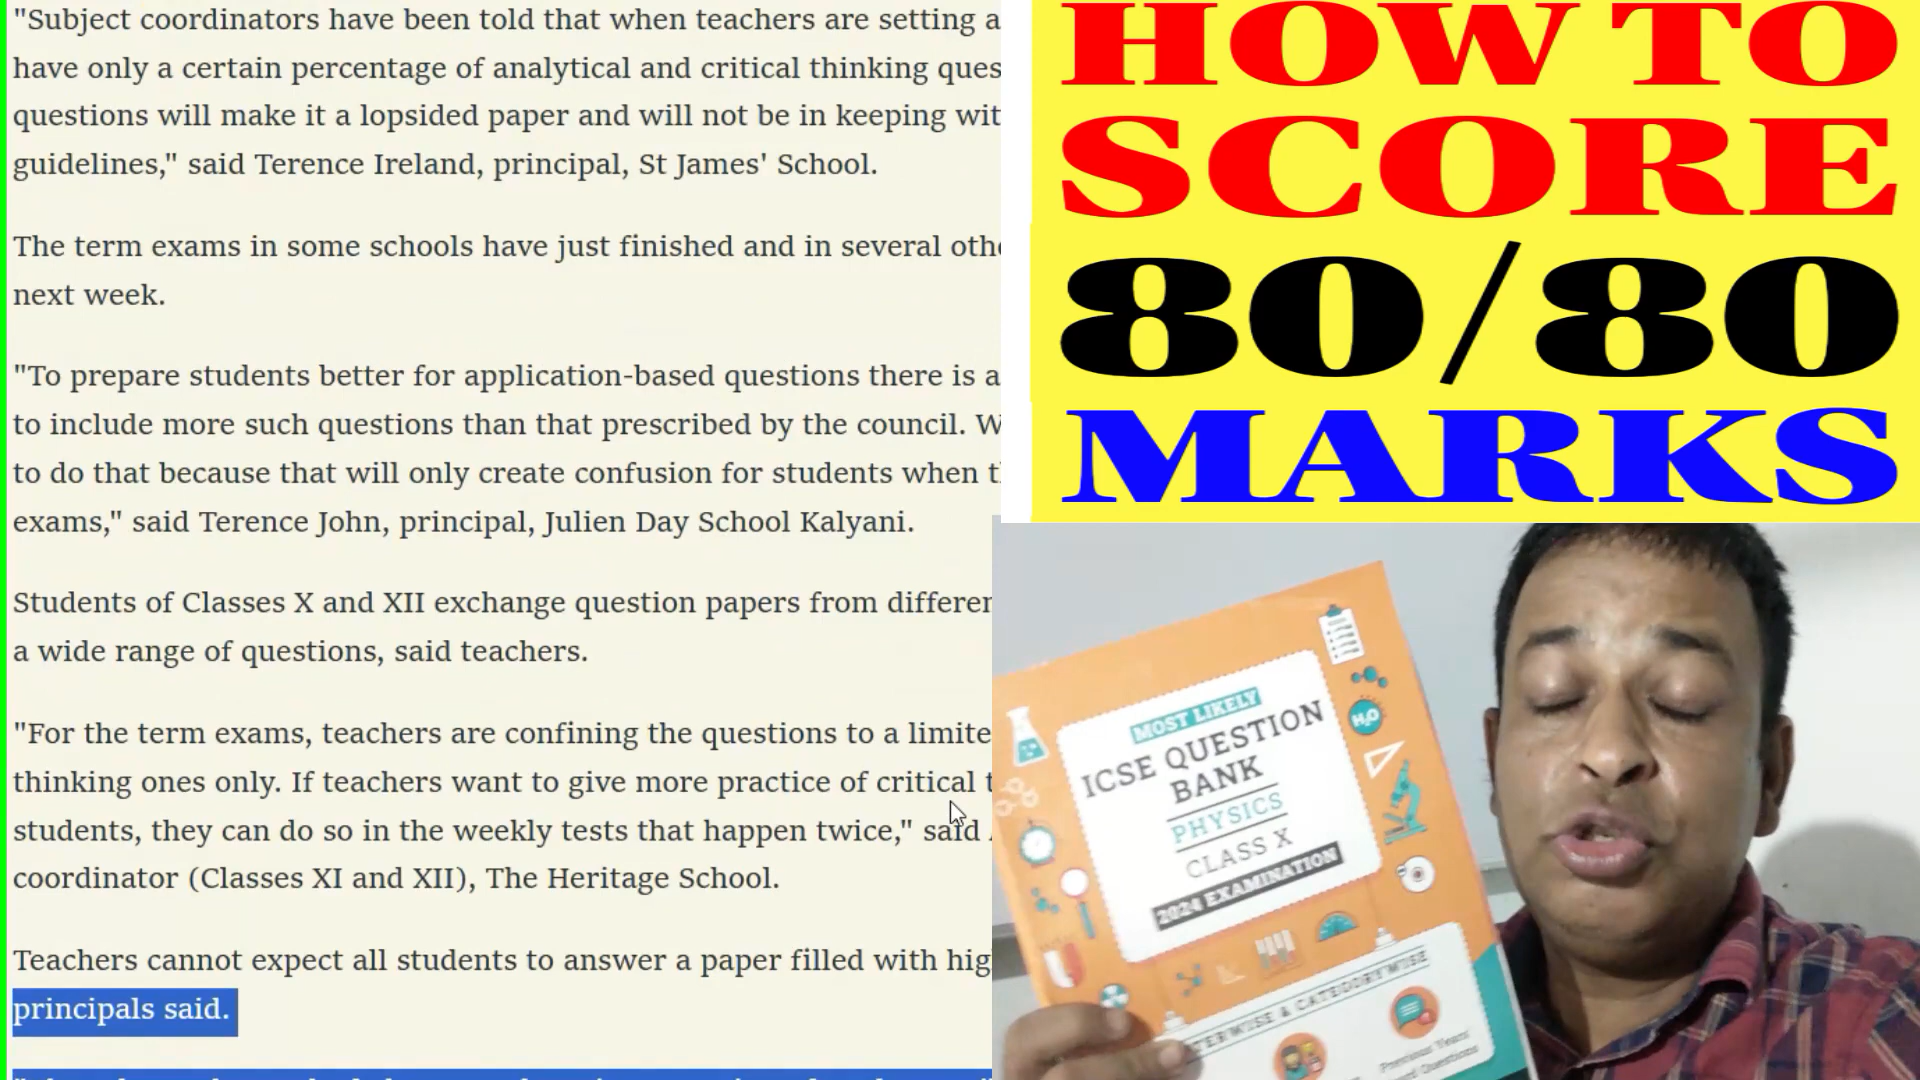 "Subject coordinators have been told that when teachers are setting a
have only a certain percentage of analytical and critical thinking ques
questions will make it a lopsided paper and will not be in keeping wit
guidelines," said Terence Ireland, principal, St James' School.
The term exams in some schools have just finished and in several othe
next week.
"To prepare students better for application-based questions there is a
to include more such questions than that prescribed by the council. W
to do that because that will only create confusion for students when t
exams," said Terence John, principal, Julien Day School Kalyani.
Students of Classes X and XII exchange question papers from differen
a wide range of questions, said teachers.
"For the term exams, teachers are confining the questions to a limite
thinking ones only. If teachers want to give more practice of critical t
students, they can do so in the weekly tests that happen twice," said
coordinator (Classes XI and XII), The Heritage School.
Teachers cannot expect all students to answer a paper filled with hig
principals said.
HOW TO
SCORE
80/80
MARKS
MOST LIKELY
ICSE QUESTION
BANK
PHYSICS
CLASS X
2024 EXAMINATION
TERWISE & CATEGORYWISE
Previous Years'
Questions
H₂O